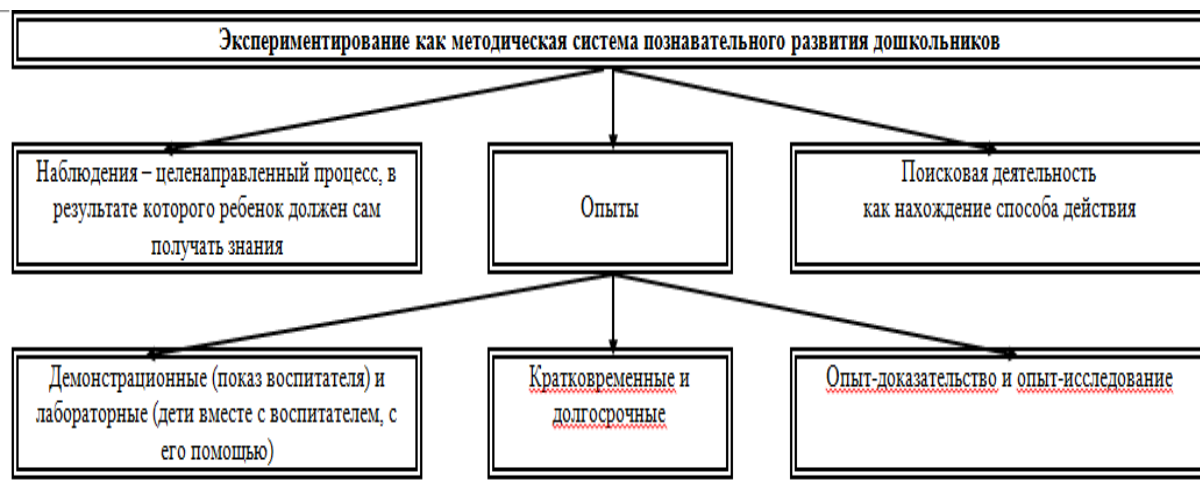 Экспериментирование как методическая система познавательного развития дошкольников
Наблюдения – целенаправленный процесс, в
результате которого ребенок должен сам
получать знания
Опыты
Поисковая деятельность
как нахождение способа действия
Демонстрационные (показ воспитателя) и
лабораторные (дети вместе с воспитателем, с
его помощью)
Кратковременные и
долгосрочные
Опыт-доказательство и опыт-исследование